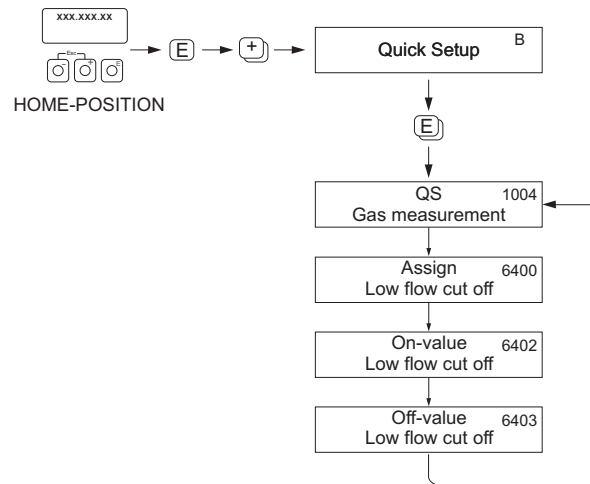 xxx.xxx.xx
Esc
- + E
HOME-POSITION
E
+
Quick Setup B
E
QS 1004
Gas measurement
Assign 6400
Low flow cut off
On-value 6402
Low flow cut off
Off-value 6403
Low flow cut off